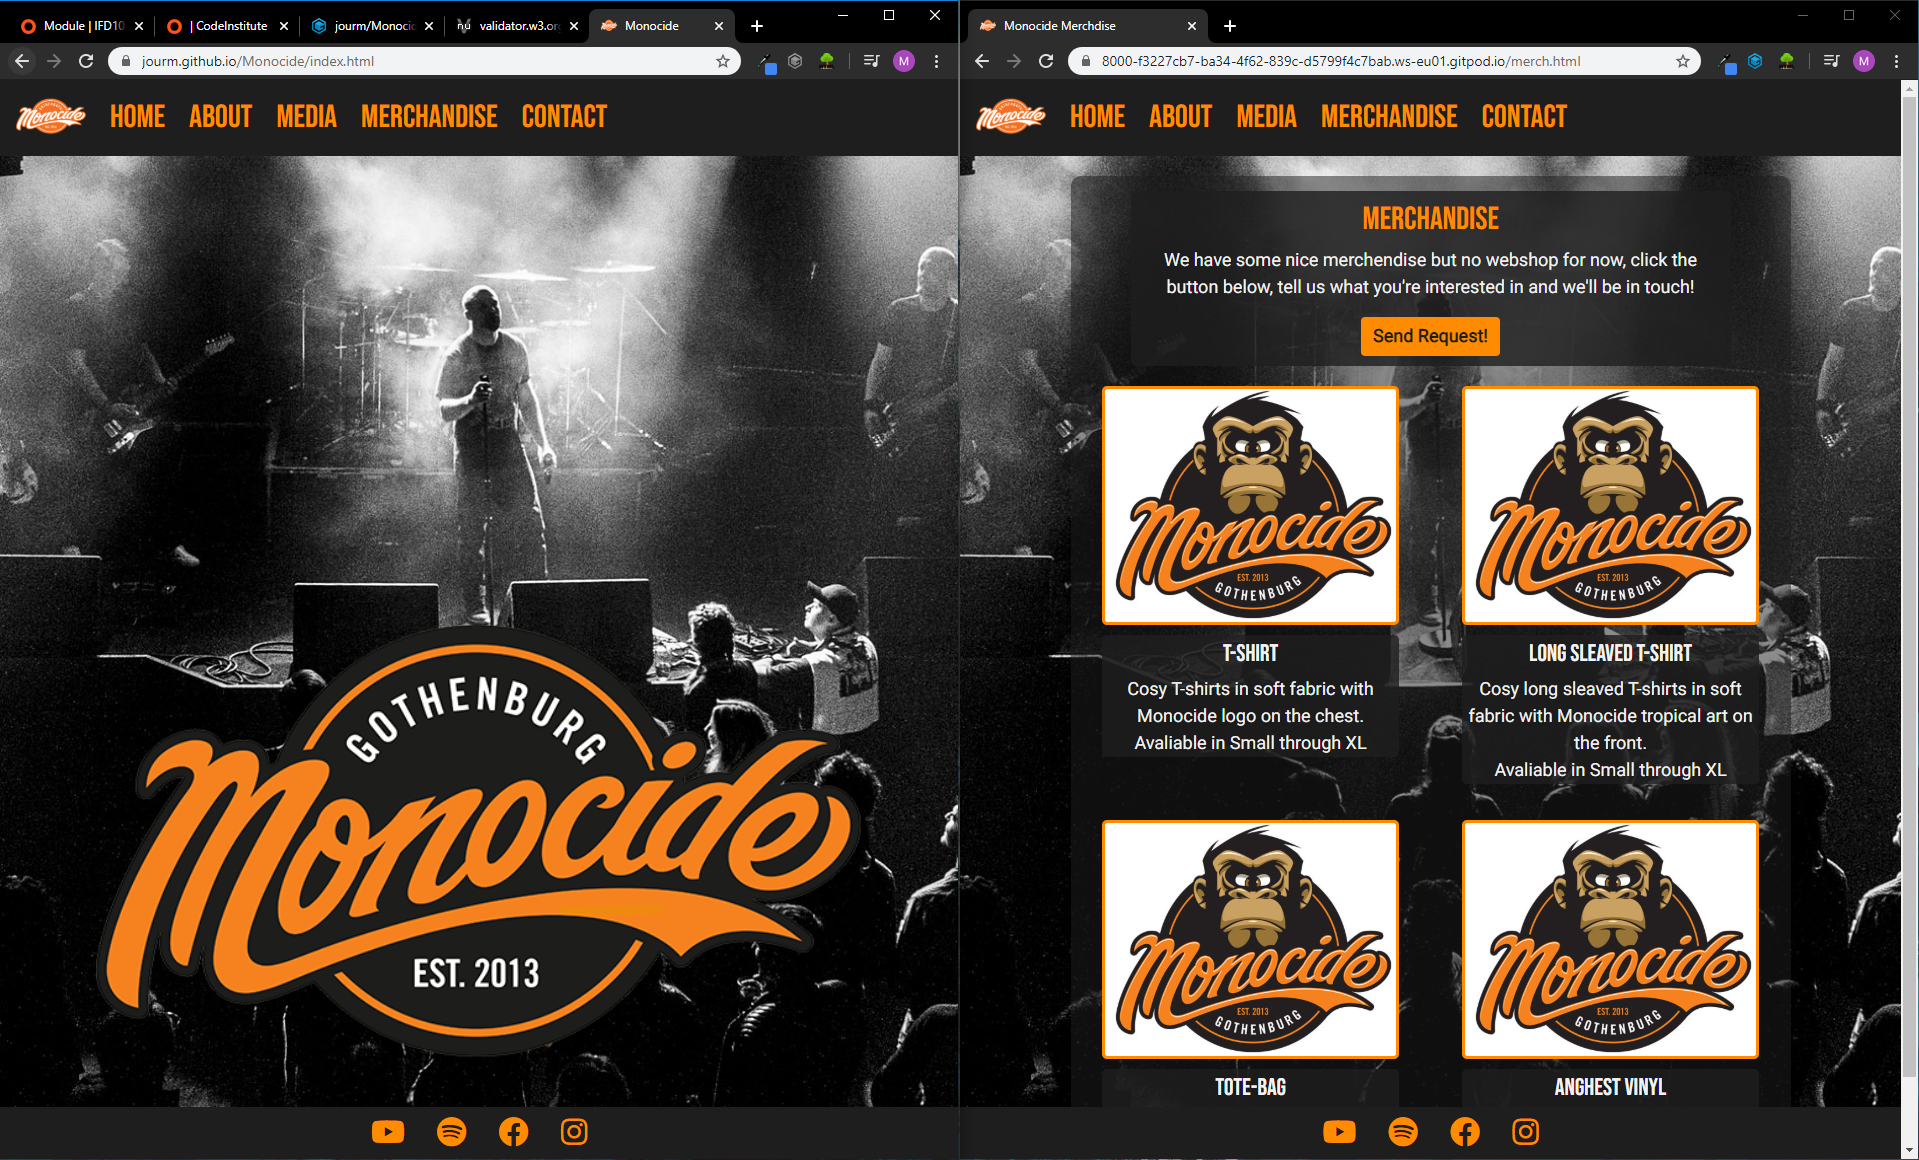 Module | IFD10
| CodeInstitute
jourm/Monocid
validator.w3.org
Monocide
jourm.github.io/Monocide/index.html
M
Monocide
HOME
ABOUT
MEDIA
MERCHANDISE
CONTACT
GOTHENBURG
Monocide
EST. 2013
Monocide Merchdise
8000-f3227cb7-ba34-4f62-839c-d5799f4c7bab.ws-eu01.gitpod.io/merch.html
M
Monocide
HOME
ABOUT
MEDIA
MERCHANDISE
CONTACT
MERCHANDISE
We have some nice merchendise but no webshop for now, click the
button below, tell us what you're interested in and we'll be in touch!
Send Request!
Monocide
EST. 2013
GOTHENBURG
T-SHIRT
Cosy T-shirts in soft fabric with
Monocide logo on the chest.
Avaliable in Small through XL
Monocide
EST. 2013
GOTHENBURG
LONG SLEAVED T-SHIRT
Cosy long sleaved T-shirts in soft
fabric with Monocide tropical art on
the front.
Avaliable in Small through XL
Monocide
EST. 2013
GOTHENBURG
TOTE-BAG
Monocide
EST. 2013
GOTHENBURG
ANGHEST VINYL